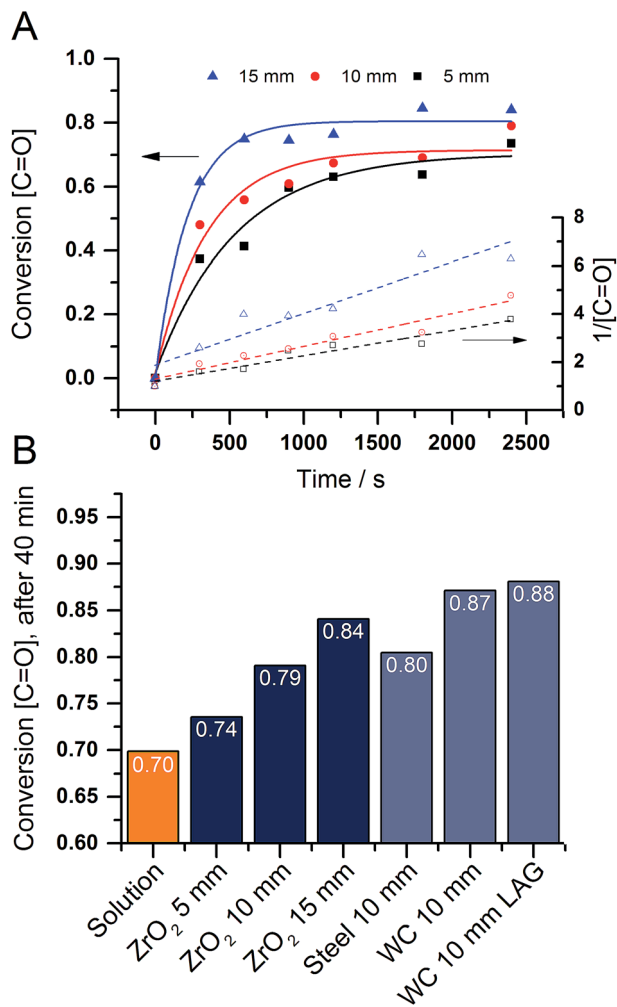 A
15 mm 10 mm 5 mm
Conversion [C=O]
1.0
0.8
0.6
0.4
0.2
0.0
8
6
4
2
0
1/[C=O]
0 500 1000 1500 2000 2500
Time / s
B
Conversion [C=O], after 40 min
0.95
0.90
0.85
0.80
0.75
0.70
0.65
0.60
0.70
0.74
0.79
0.84
0.80
0.87
0.88
Solution
ZrO₂ 5 mm
ZrO₂ 10 mm
ZrO₂ 15 mm
Steel 10 mm
WC 10 mm
WC 10 mm LAG